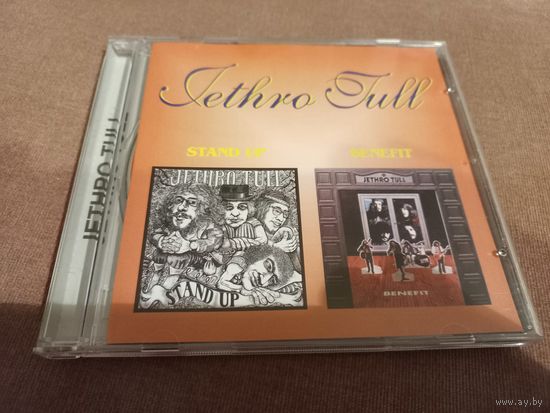 Jethro Tull
STAND UP
BENEFIT
JETHRO TULL
STAND UP
JETHRO TULL
BENEFIT
JETHRO TULL
www.ay.by